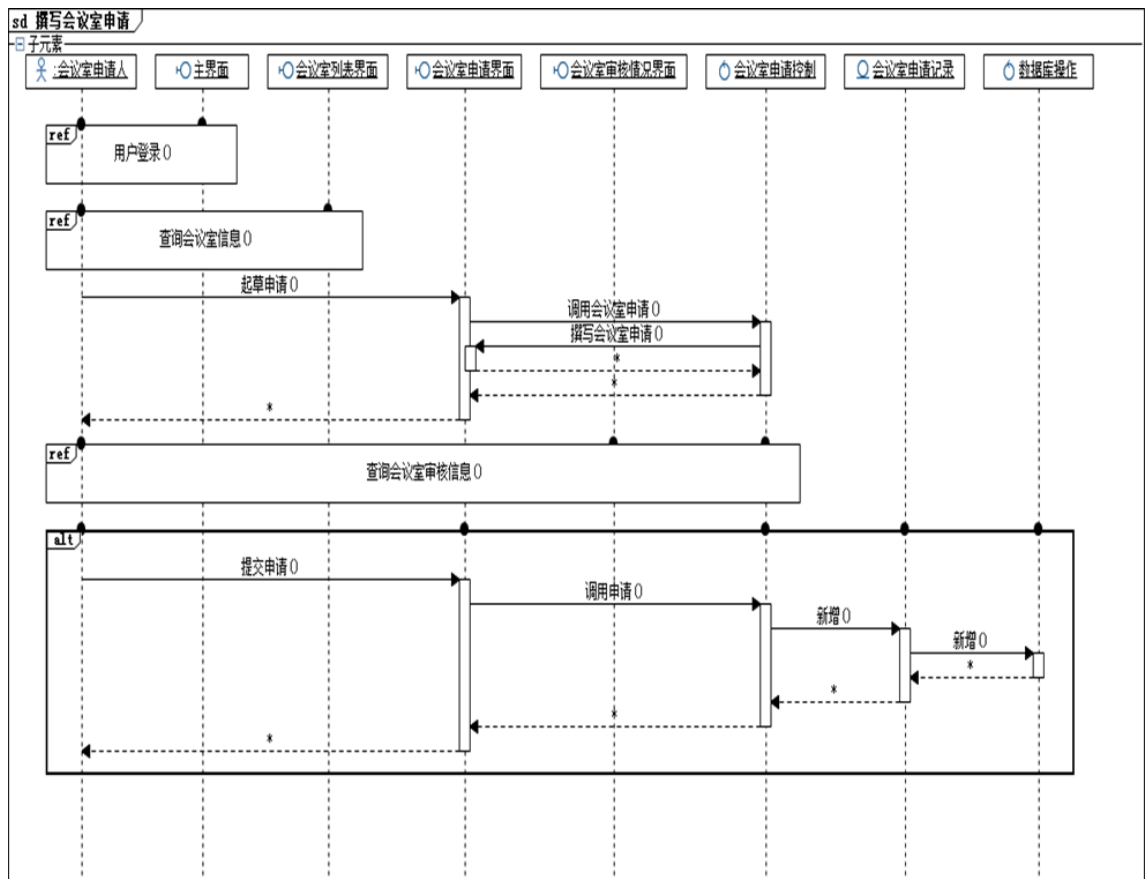 sd 撰写会议室申请
子元素
:会议室申请人
主界面
会议室列表界面
会议室申请界面
会议室审核情况界面
会议室申请控制
会议室申请记录
数据库操作
ref
用户登录()
ref
查询会议室信息()
起草申请()
调用会议室申请()
撰写会议室申请()
*
*
*
ref
查询会议室审核信息()
alt
提交申请()
调用申请()
新增()
新增()
*
*
*
*